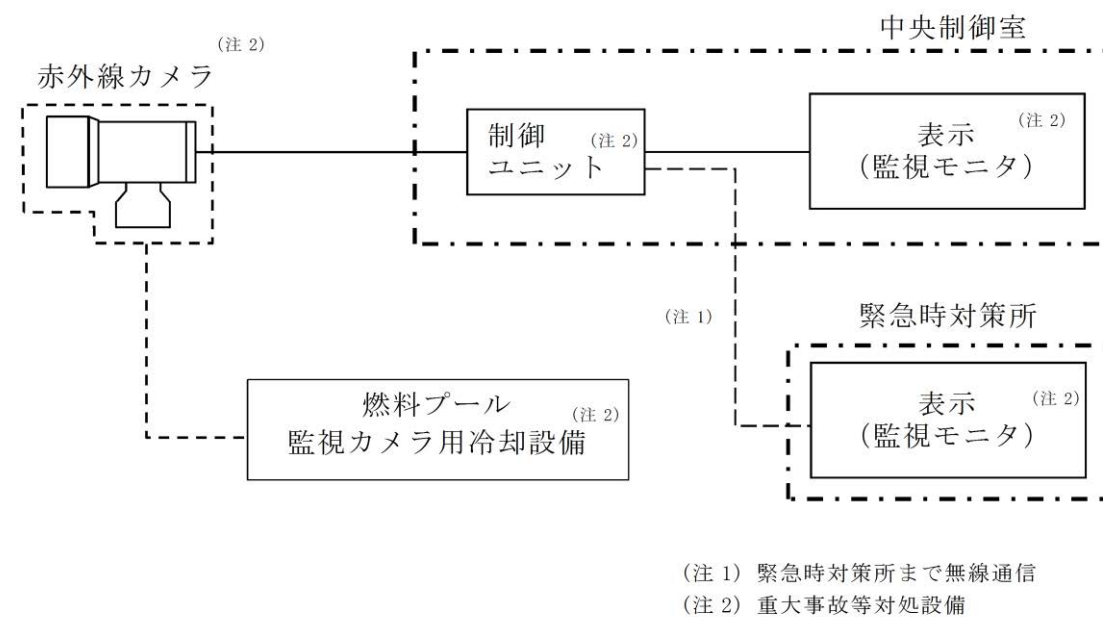 中央制御室
(注 2)
赤外線カメラ
制御
ユニット
(注 2)
表示
(監視モニタ)
(注 2)
(注 1)
緊急時対策所
表示
(監視モニタ)
(注 2)
燃料プール
監視カメラ用冷却設備
(注 2)
(注 1) 緊急時対策所まで無線通信
(注 2) 重大事故等対処設備